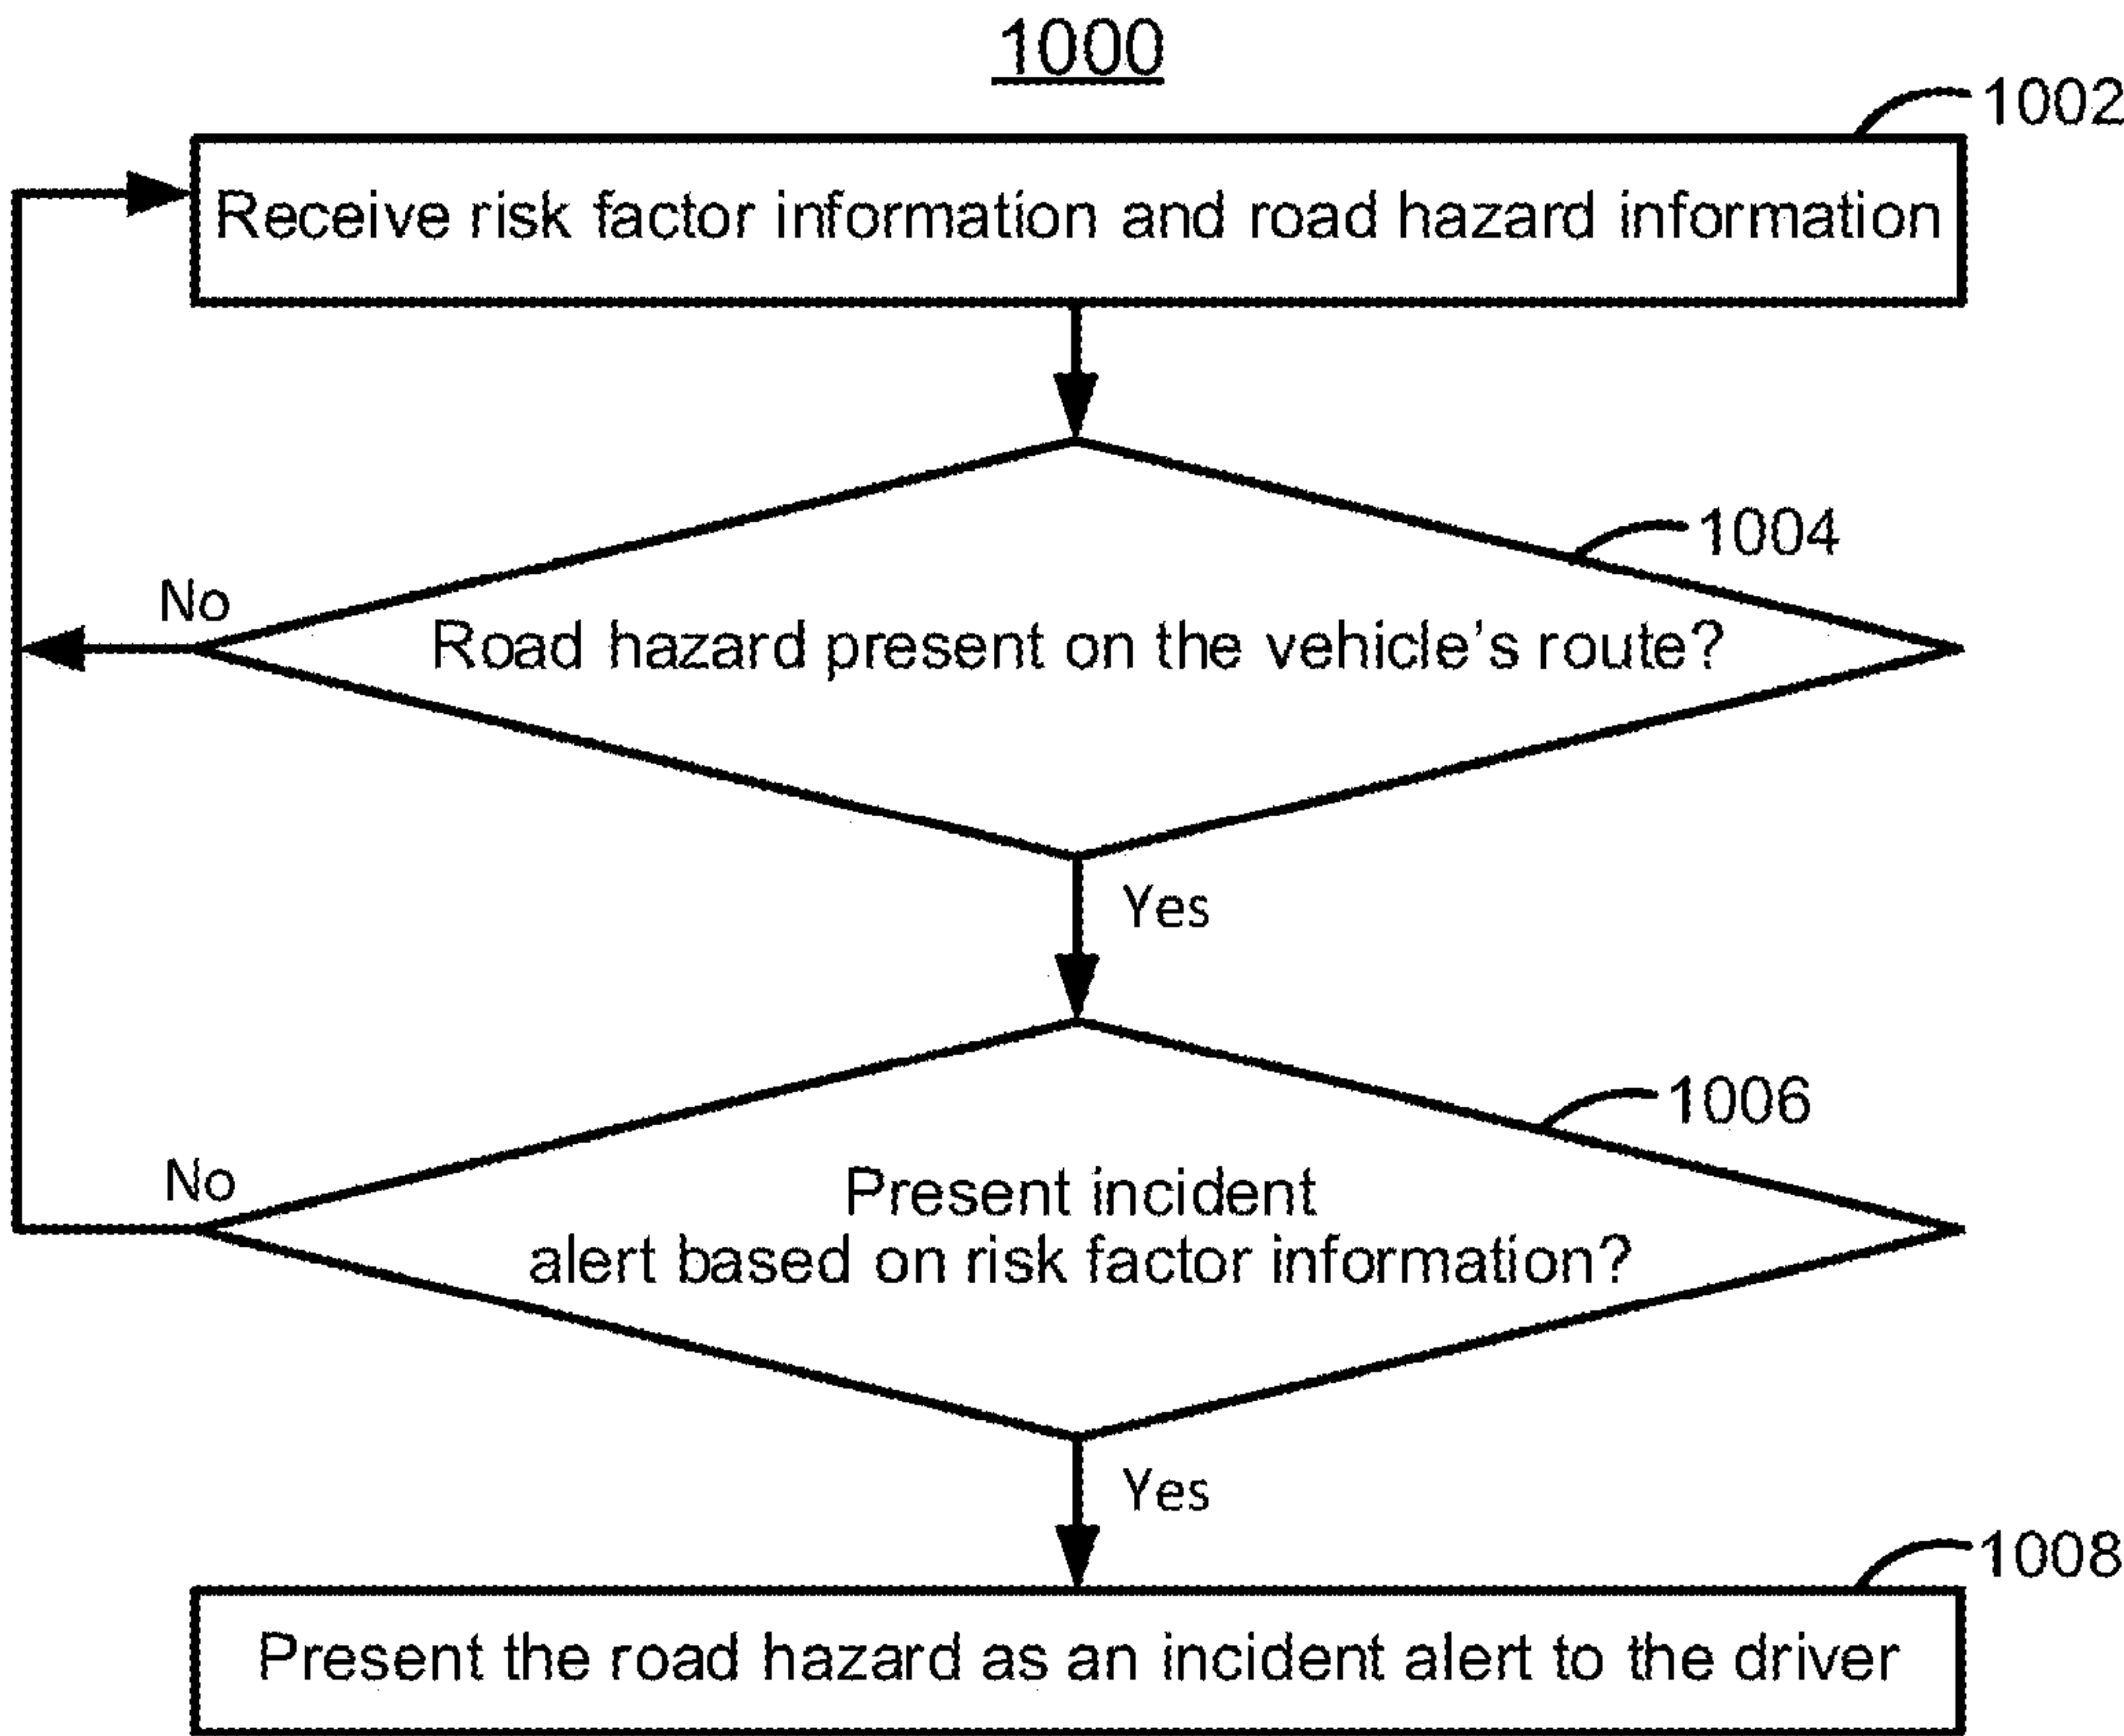 1000
1002
Receive risk factor information and road hazard information
1004
No
Road hazard present on the vehicle's route?
Yes
1006
No
Present incident
alert based on risk factor information?
Yes
1008
Present the road hazard as an incident alert to the driver